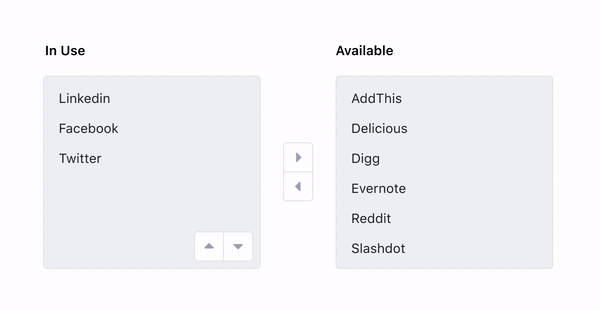 In Use
Linkedin
Facebook
Twitter
Available
AddThis
Delicious
Digg
Evernote
Reddit
Slashdot